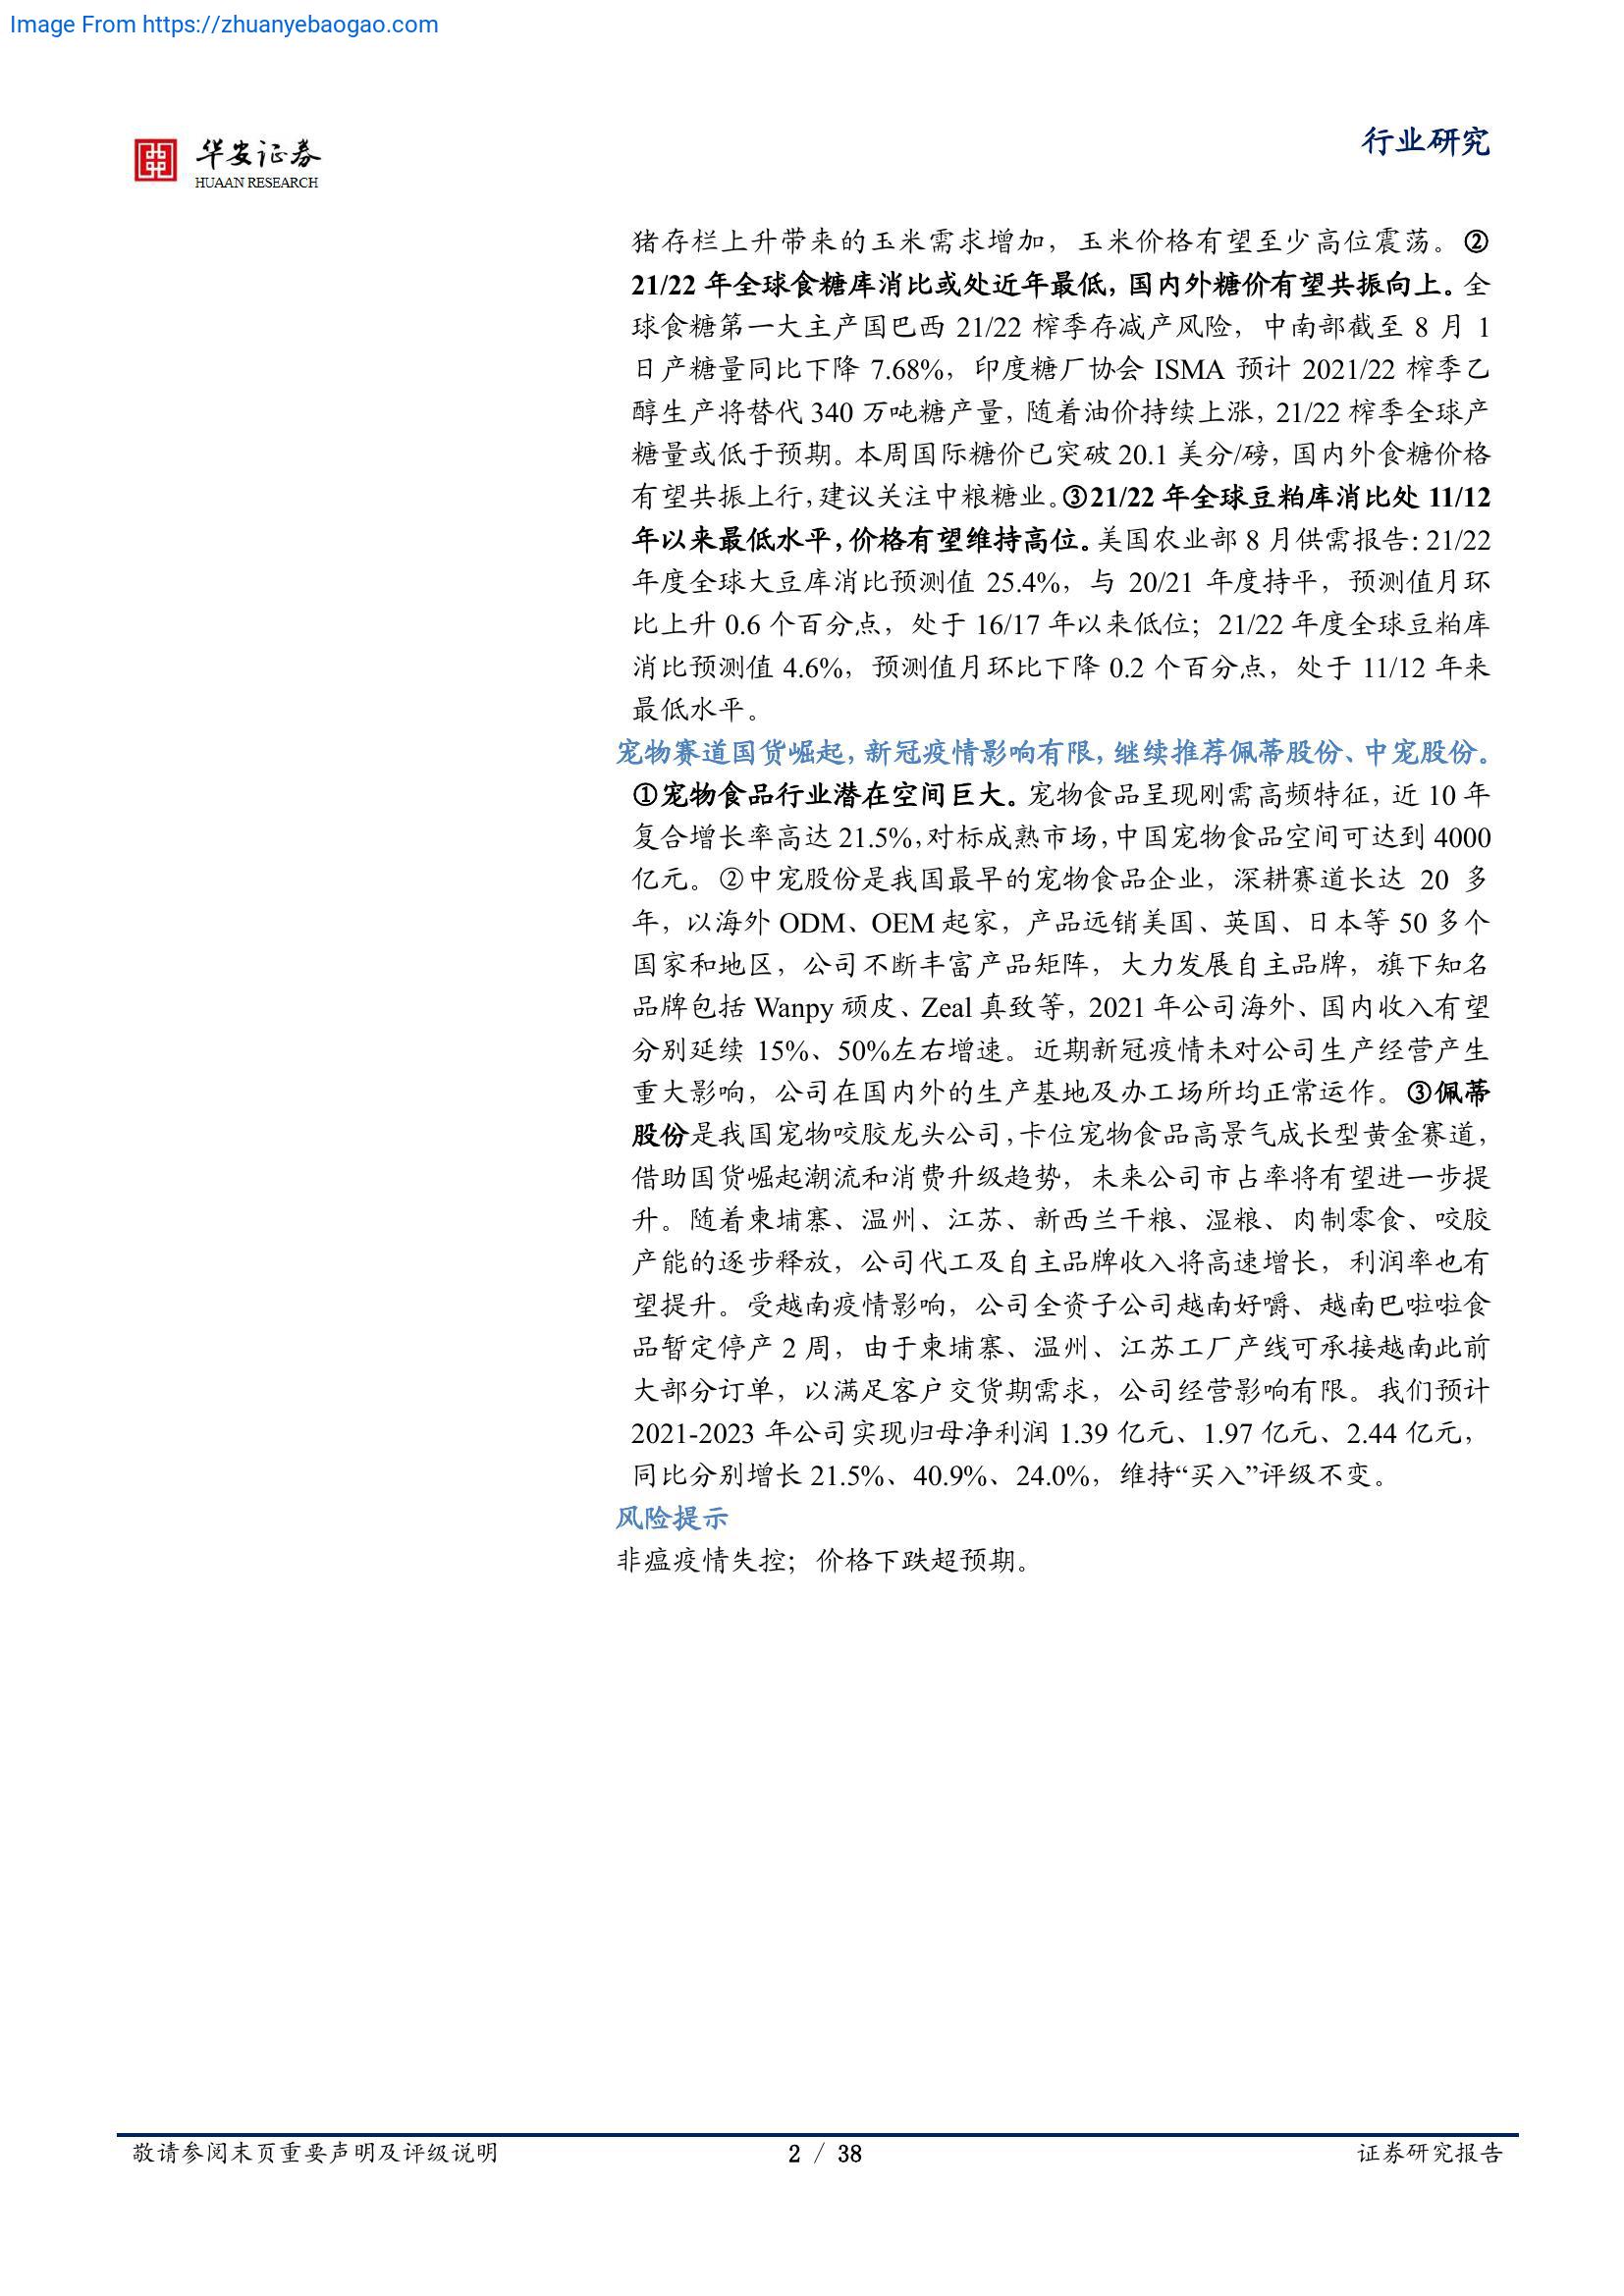 Image From https://zhuanyebaogao.com
华安证券
HUAAN RESEARCH
行业研究
猪存栏上升带来的玉米需求增加，玉米价格有望至少高位震荡。②
21/22 年全球食糖库消比或处近年最低，国内外糖价有望共振向上。全
球食糖第一大主产国巴西 21/22 榨季存减产风险，中南部截至 8 月 1
日产糖量同比下降 7.68%，印度糖厂协会 ISMA 预计 2021/22 榨季乙
醇生产将替代 340 万吨糖产量，随着油价持续上涨，21/22 榨季全球产
糖量或低于预期。本周国际糖价已突破 20.1 美分/磅，国内外食糖价格
有望共振上行，建议关注中粮糖业。③21/22 年全球豆粕库消比处 11/12
年以来最低水平，价格有望维持高位。美国农业部 8 月供需报告：21/22
年度全球大豆库消比预测值 25.4%，与 20/21 年度持平，预测值月环
比上升 0.6 个百分点，处于 16/17 年以来低位；21/22 年度全球豆粕库
消比预测值 4.6%，预测值月环比下降 0.2 个百分点，处于 11/12 年来
最低水平。
宠物赛道国货崛起，新冠疫情影响有限，继续推荐佩蒂股份、中宠股份。
①宠物食品行业潜在空间巨大。宠物食品呈现刚需高频特征，近 10 年
复合增长率高达 21.5%，对标成熟市场，中国宠物食品空间可达到 4000
亿元。②中宠股份是我国最早的宠物食品企业，深耕赛道长达 20 多
年，以海外 ODM、OEM 起家，产品远销美国、英国、日本等 50 多个
国家和地区，公司不断丰富产品矩阵，大力发展自主品牌，旗下知名
品牌包括 Wanpy 顽皮、Zeal 真致等，2021 年公司海外、国内收入有望
分别延续 15%、50%左右增速。近期新冠疫情未对公司生产经营产生
重大影响，公司在国内外的生产基地及办工场所均正常运作。③佩蒂
股份是我国宠物咬胶龙头公司，卡位宠物食品高景气成长型黄金赛道，
借助国货崛起潮流和消费升级趋势，未来公司市占率将有望进一步提
升。随着柬埔寨、温州、江苏、新西兰干粮、湿粮、肉制零食、咬胶
产能的逐步释放，公司代工及自主品牌收入将高速增长，利润率也有
望提升。受越南疫情影响，公司全资子公司越南好嚼、越南巴啦啦食
品暂定停产 2 周，由于柬埔寨、温州、江苏工厂产线可承接越南此前
大部分订单，以满足客户交货期需求，公司经营影响有限。我们预计
2021-2023 年公司实现归母净利润 1.39 亿元、1.97 亿元、2.44 亿元，
同比分别增长 21.5%、40.9%、24.0%，维持“买入”评级不变。
风险提示
非瘟疫情失控；价格下跌超预期。
敬请参阅末页重要声明及评级说明
2 / 38
证券研究报告